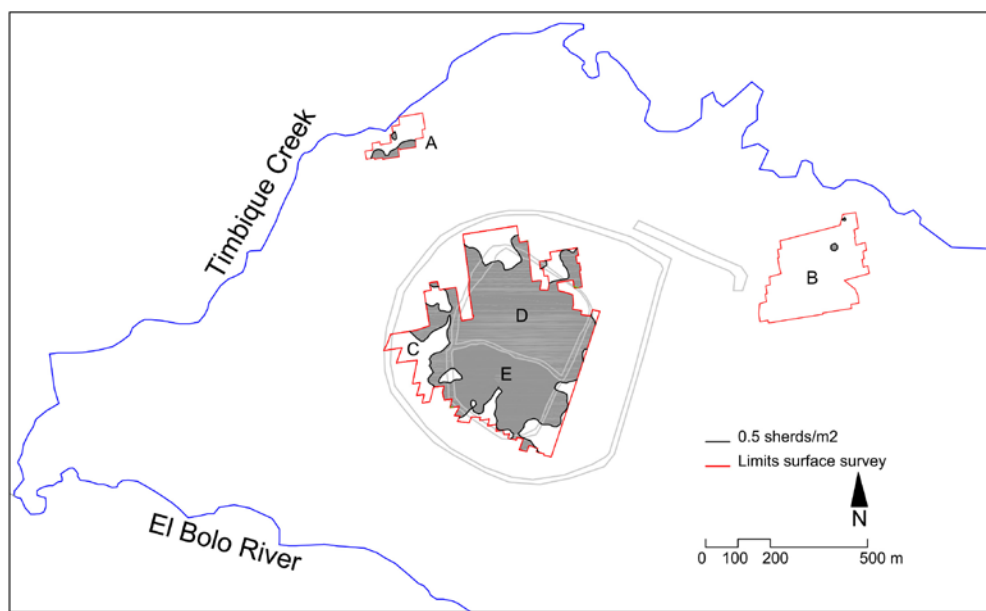 A
Timbique Creek
B
D
C
E
0.5 sherds/m2
Limits surface survey
N
El Bolo River
0 100 200 500 m